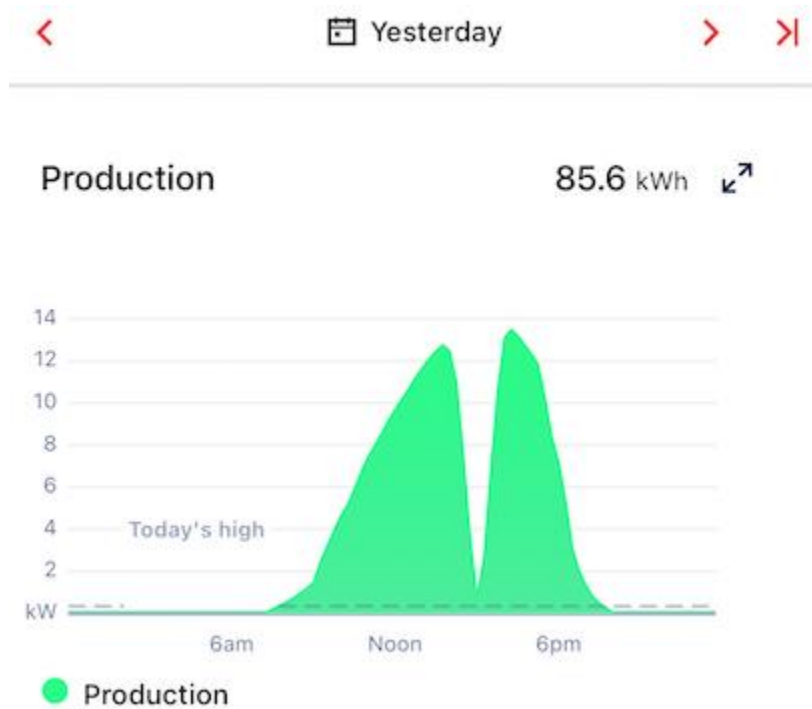 Yesterday
Production 85.6 kWh
14
12
10
8
6
4 Today's high
2
kW
6am Noon 6pm
Production